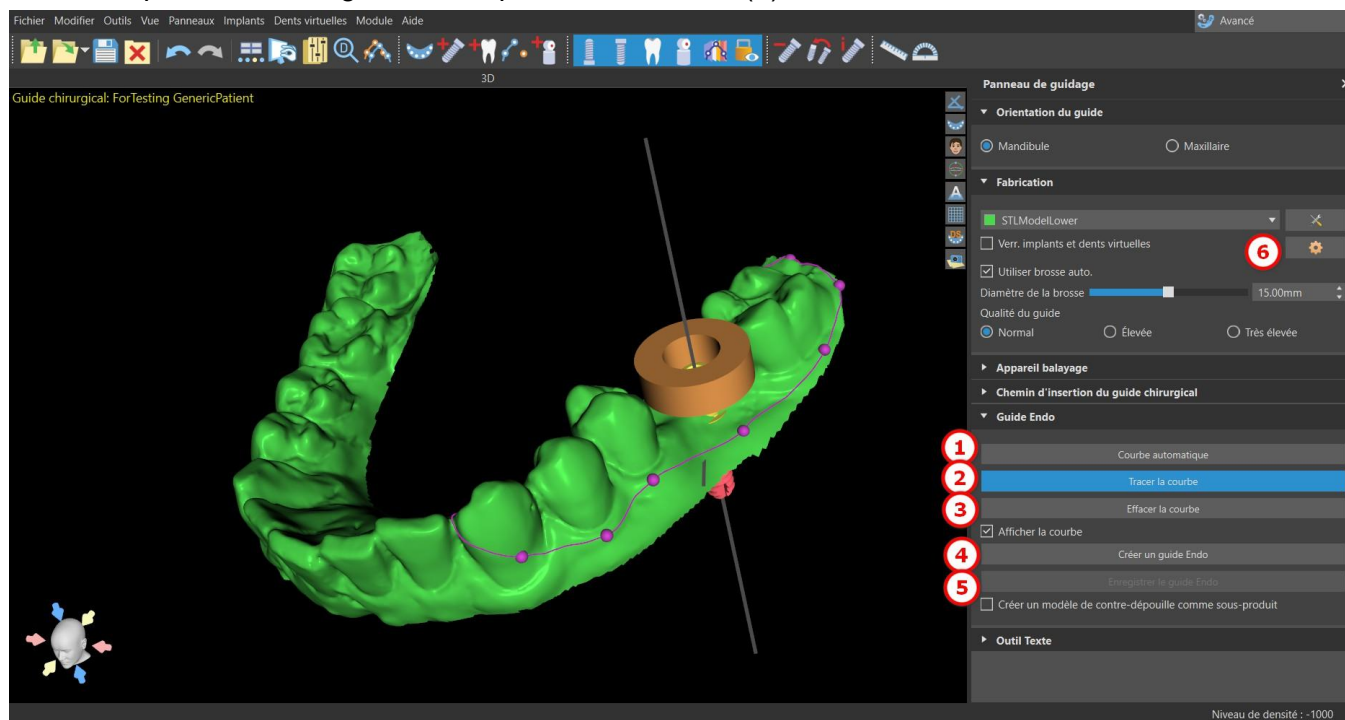 Fichier Modifier Outils Vue Panneaux Implants Dents virtuelles Module Aide
Avancé
3D
Guide chirurgical: ForTesting GenericPatient
Panneau de guidage
Orientation du guide
Mandibule Maxillaire
Fabrication
STLModelLower
Verr. implants et dents virtuelles
6
Utiliser brosse auto.
Diamètre de la brosse 15.00mm
Qualité du guide
Normal Élevée Très élevée
Appareil balayage
Chemin d'insertion du guide chirurgical
Guide Endo
1 Courbe automatique
2 Tracer la courbe
3 Effacer la courbe
Afficher la courbe
4 Créer un guide Endo
5 Enregistrer le guide Endo
Créer un modèle de contre-dépouille comme sous-produit
Outil Texte
Niveau de densité : -1000